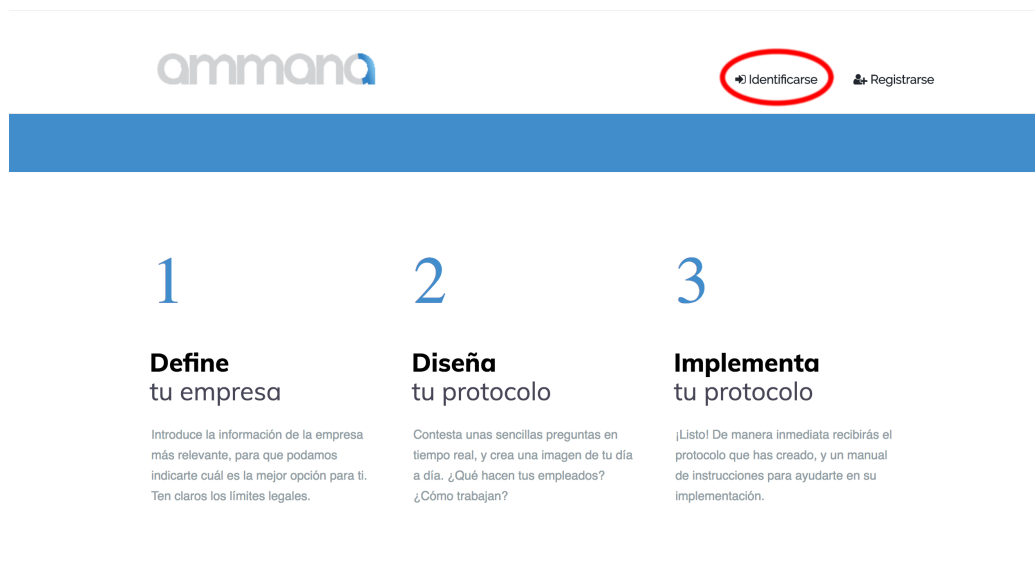 ammana
Identificarse
Registrarse
1
2
3
Define
tu empresa
Diseña
tu protocolo
Implementa
tu protocolo
Introduce la información de la empresa
más relevante, para que podamos
indicarte cuál es la mejor opción para ti.
Ten claros los límites legales.
Contesta unas sencillas preguntas en
tiempo real, y crea una imagen de tu día
a día. ¿Qué hacen tus empleados?
¿Cómo trabajan?
¡Listo! De manera inmediata recibirás el
protocolo que has creado, y un manual
de instrucciones para ayudarte en su
implementación.